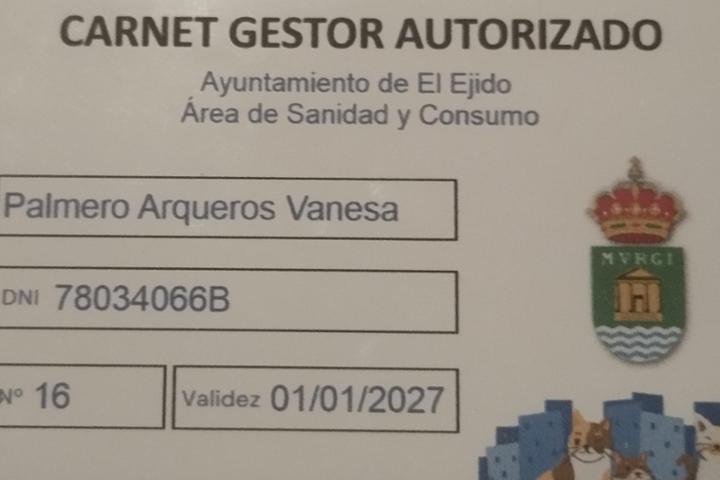 CARNET GESTOR AUTORIZADO
Ayuntamiento de El Ejido
Área de Sanidad y Consumo
Palmero Arqueros Vanesa
MVRGI
DNI 78034066B
Nº 16
Validez 01/01/2027